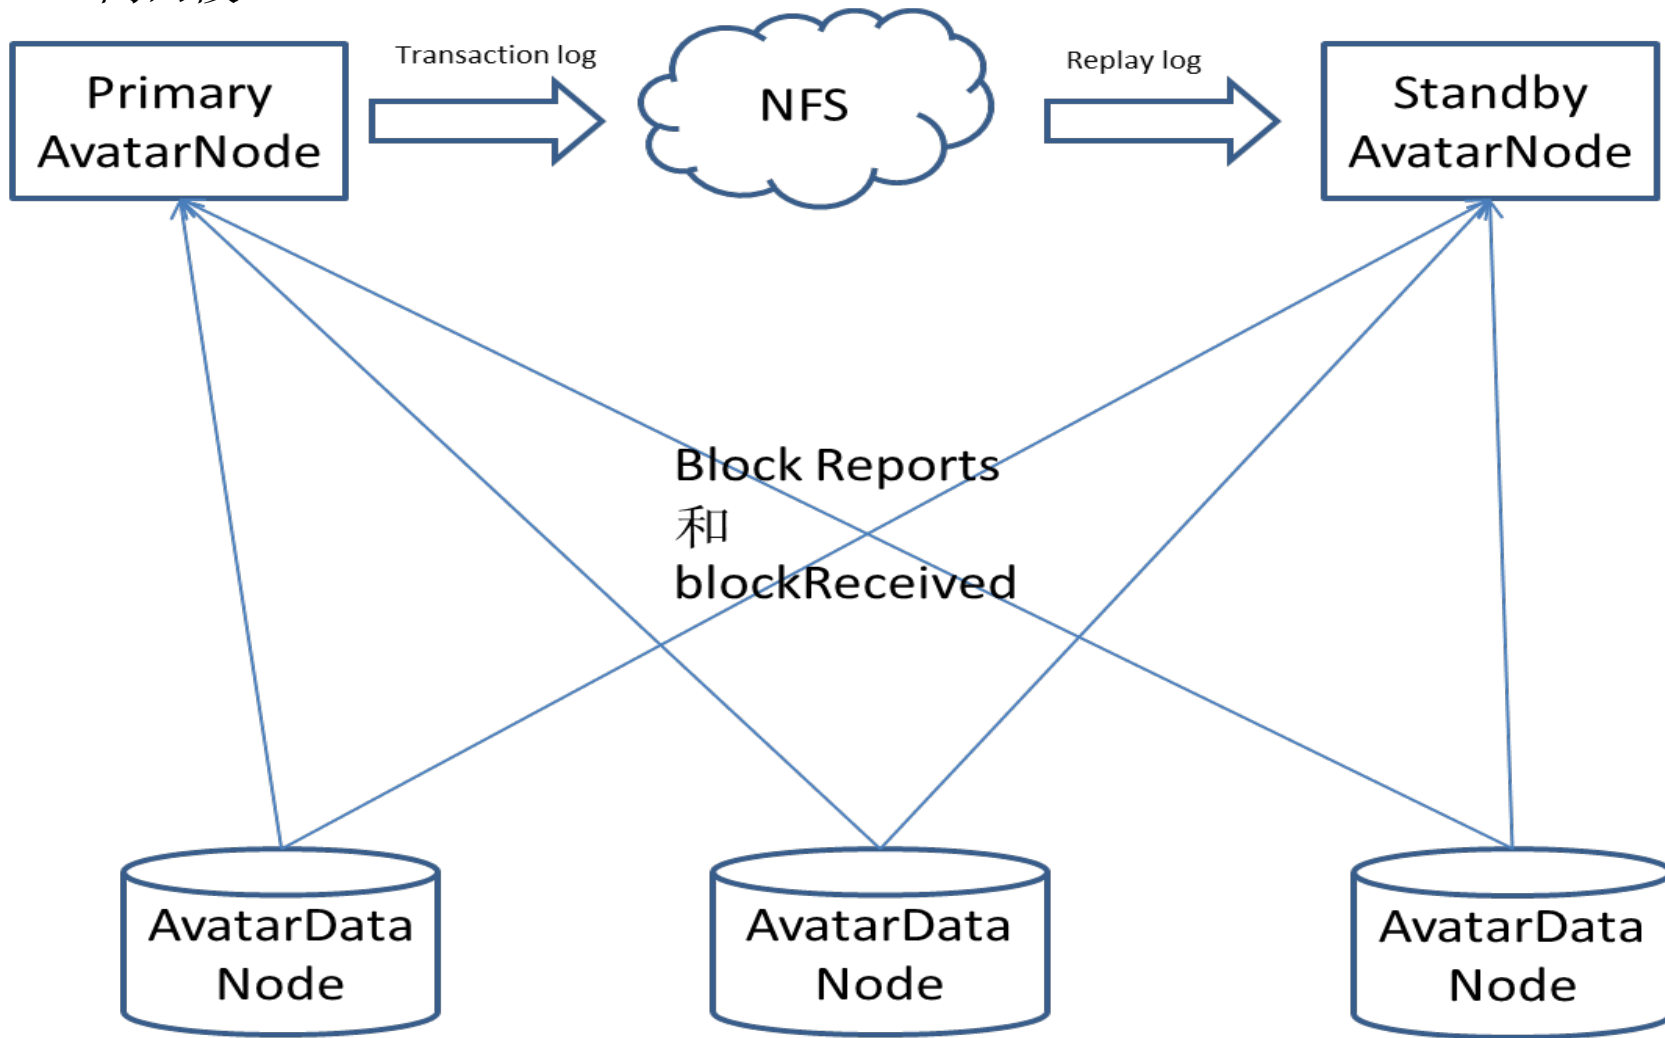 Primary
AvatarNode
Transaction log
NFS
Replay log
Standby
AvatarNode
Block Reports
和
blockReceived
AvatarData
Node
AvatarData
Node
AvatarData
Node